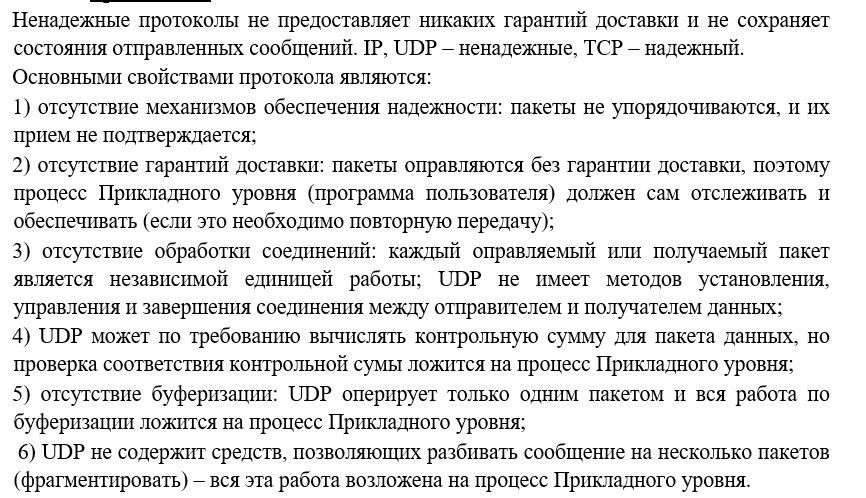 Ненадежные протоколы не предоставляет никаких гарантий доставки и не сохраняет
состояния отправленных сообщений. IP, UDP – ненадежные, TCP – надежный.
Основными свойствами протокола являются:
1) отсутствие механизмов обеспечения надежности: пакеты не упорядочиваются, и их
прием не подтверждается;
2) отсутствие гарантий доставки: пакеты оправляются без гарантии доставки, поэтому
процесс Прикладного уровня (программа пользователя) должен сам отслеживать и
обеспечивать (если это необходимо повторную передачу);
3) отсутствие обработки соединений: каждый оправляемый или получаемый пакет
является независимой единицей работы; UDP не имеет методов установления,
управления и завершения соединения между отправителем и получателем данных;
4) UDP может по требованию вычислять контрольную сумму для пакета данных, но
проверка соответствия контрольной сумы ложится на процесс Прикладного уровня;
5) отсутствие буферизации: UDP оперирует только одним пакетом и вся работа по
буферизации ложится на процесс Прикладного уровня;
6) UDP не содержит средств, позволяющих разбивать сообщение на несколько пакетов
(фрагментировать) – вся эта работа возложена на процесс Прикладного уровня.